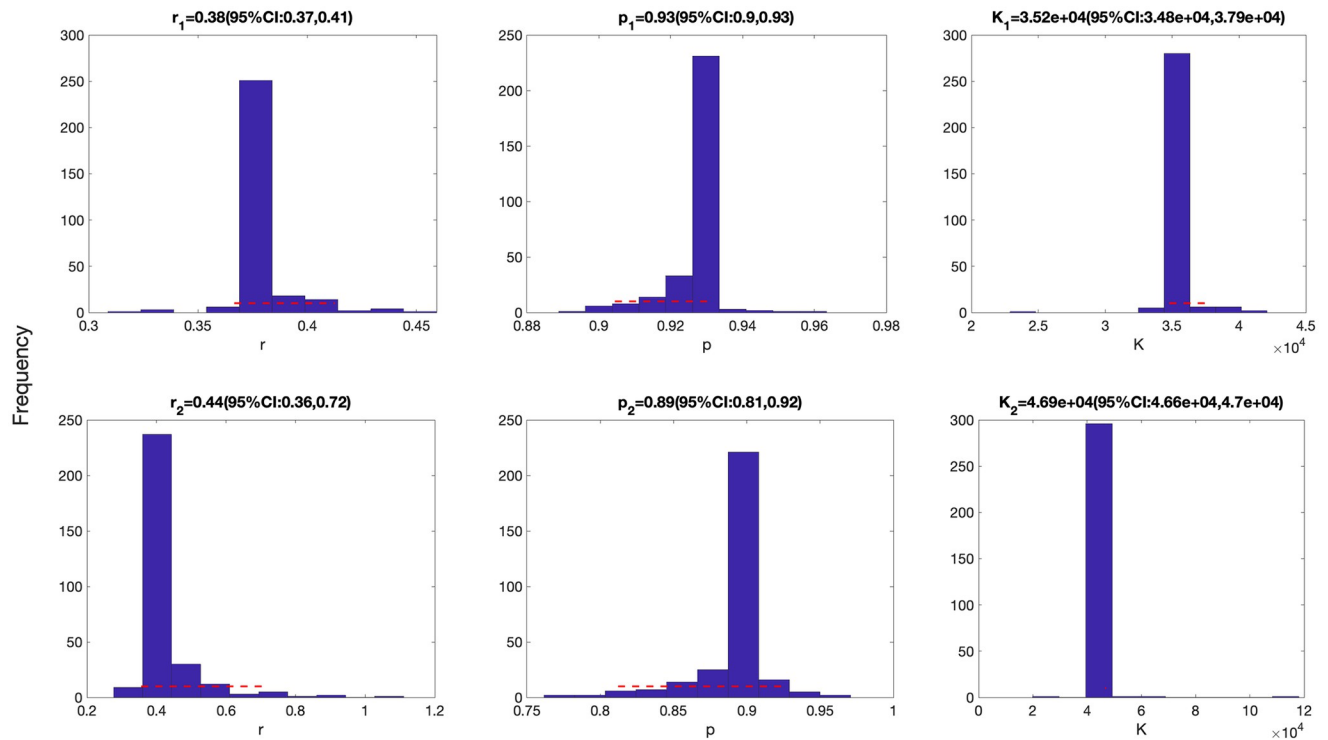 r1=0.38(95%CI:0.37,0.41)
300
250
200
150
100
50
0
0.3 0.35 0.4 0.45
r
p1=0.93(95%CI:0.9,0.93)
250
200
150
100
50
0
0.88 0.9 0.92 0.94 0.96 0.98
p
K1=3.52e+04(95%CI:3.48e+04,3.79e+04)
300
250
200
150
100
50
0
2 2.5 3 3.5 4 4.5
K
×10^4
Frequency
r2=0.44(95%CI:0.36,0.72)
250
200
150
100
50
0
0.2 0.4 0.6 0.8 1 1.2
r
p2=0.89(95%CI:0.81,0.92)
250
200
150
100
50
0
0.75 0.8 0.85 0.9 0.95 1
p
K2=4.69e+04(95%CI:4.66e+04,4.7e+04)
300
250
200
150
100
50
0
0 2 4 6 8 10 12
K
×10^4